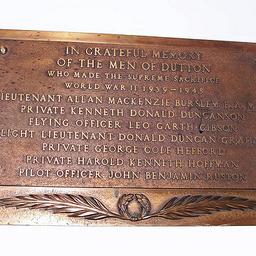 IN GRATEFUL MEMORY
OF THE MEN OF DUTTON
WHO MADE THE SUPREME SACRIFICE
WORLD WAR II 1939-1945
LIEUTENANT ALLAN MACKENZIE BURSLEM
PRIVATE KENNETH DONALD DUNCANSON
FLYING OFFICER LEO GARTH GIBSON
FLIGHT LIEUTENANT DONALD DUNCAN
PRIVATE GEORGE COLE HEFFORD
PRIVATE HAROLD KENNETH HOFFMAN
PILOT OFFICER JOHN BENJAMIN RUSTON